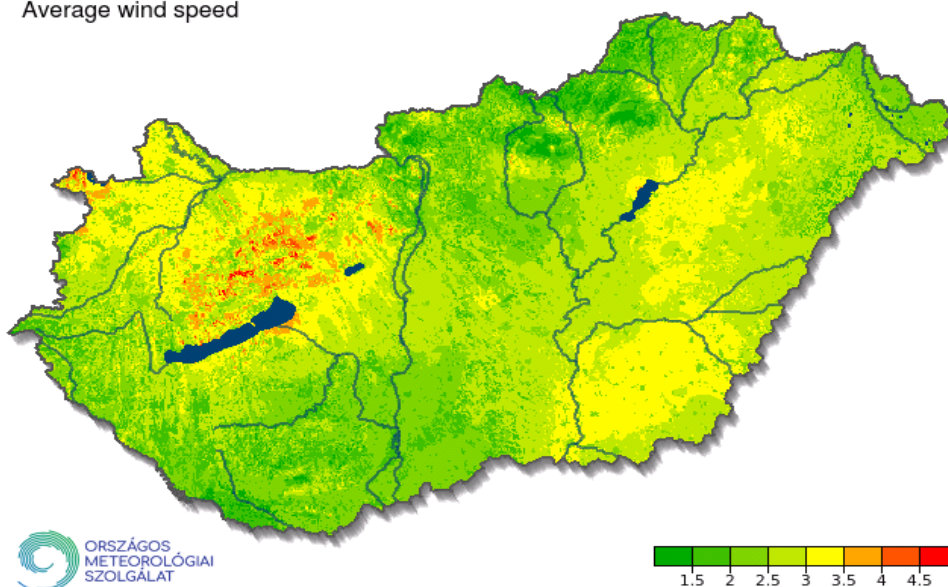 Average wind speed
ORSZÁGOS
METEOROLÓGIAI
SZOLGÁLAT
1.5 2 2.5 3 3.5 4 4.5